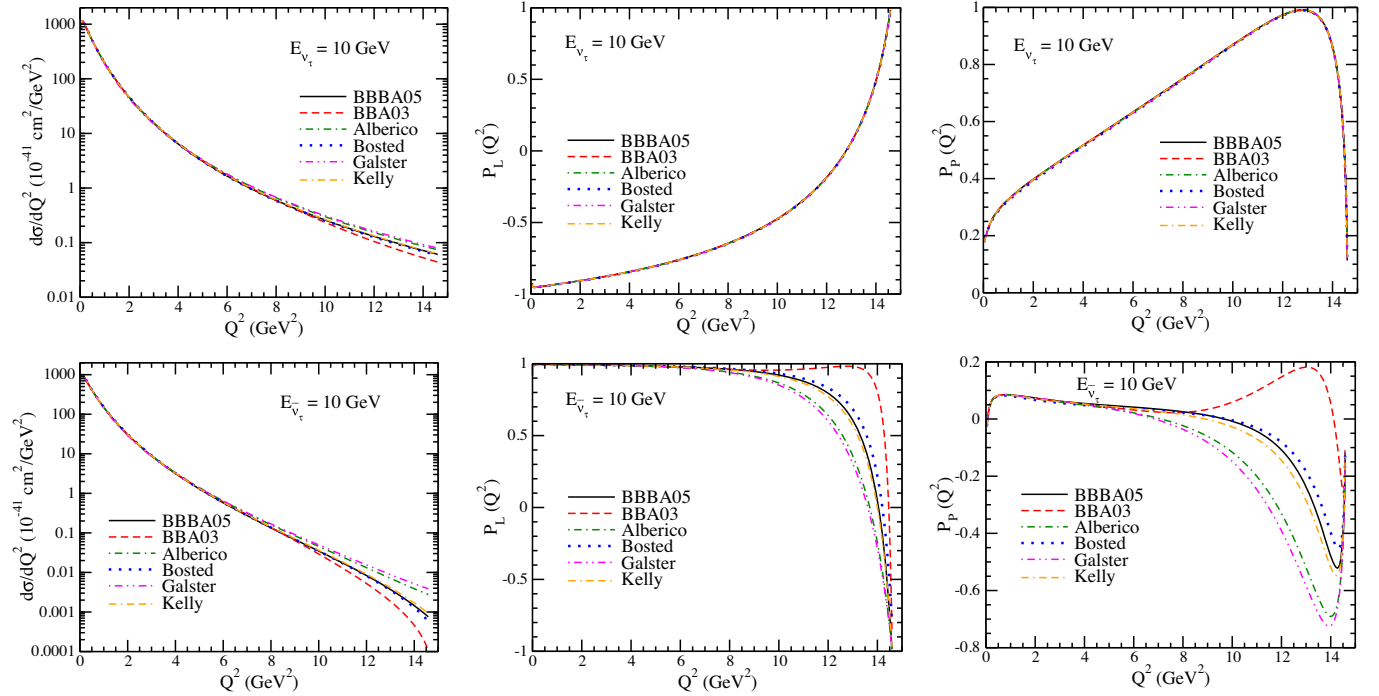 1000
100
10
1
0.1
0.01
dσ/dQ² (10⁻⁴¹ cm²/GeV²)
E_ν_τ = 10 GeV
BBBA05
BBA03
Alberico
Bosted
Galster
Kelly
0 2 4 6 8 10 12 14
Q² (GeV²)
1
0.5
0
-0.5
-1
P_L (Q²)
E_ν_τ = 10 GeV
BBBA05
BBA03
Alberico
Bosted
Galster
Kelly
0 2 4 6 8 10 12 14
Q² (GeV²)
1
0.8
0.6
0.4
0.2
0
P_P (Q²)
E_ν_τ = 10 GeV
BBBA05
BBA03
Alberico
Bosted
Galster
Kelly
0 2 4 6 8 10 12 14
Q² (GeV²)
1000
100
10
1
0.1
0.01
0.001
0.0001
dσ/dQ² (10⁻⁴¹ cm²/GeV²)
E_ν̅_τ = 10 GeV
BBBA05
BBA03
Alberico
Bosted
Galster
Kelly
0 2 4 6 8 10 12 14
Q² (GeV²)
1
0.5
0
-0.5
-1
P_L (Q²)
E_ν̅_τ = 10 GeV
BBBA05
BBA03
Alberico
Bosted
Galster
Kelly
0 2 4 6 8 10 12 14
Q² (GeV²)
0.2
0
-0.2
-0.4
-0.6
-0.8
P_P (Q²)
E_ν̅_τ = 10 GeV
BBBA05
BBA03
Alberico
Bosted
Galster
Kelly
0 2 4 6 8 10 12 14
Q² (GeV²)